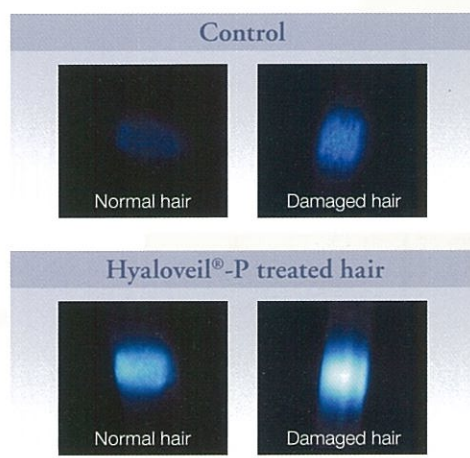 Control
Normal hair
Damaged hair
Hyaloveil®-P treated hair
Normal hair
Damaged hair